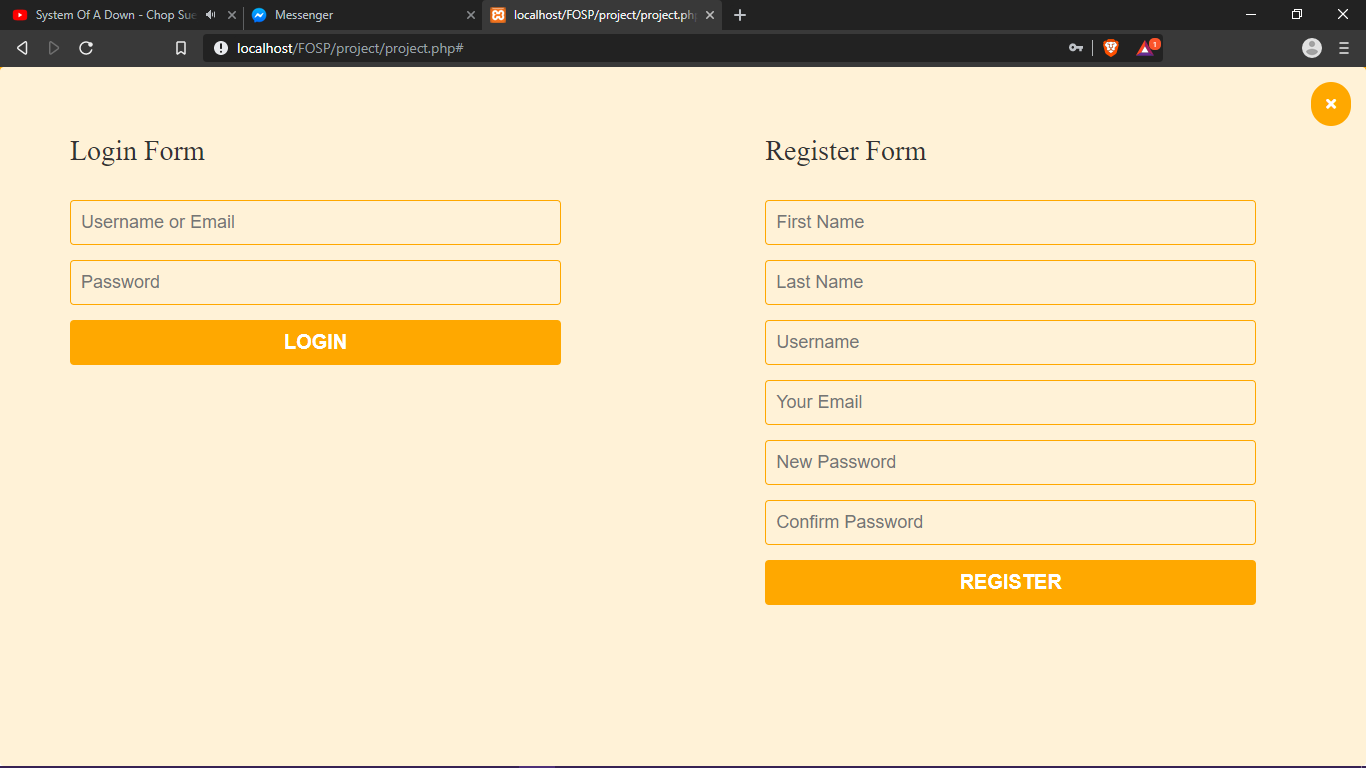 System Of A Down - Chop Sue
Messenger
localhost/FOSP/project/project.php
localhost/FOSP/project/project.php#
1
Login Form
Register Form
Username or Email
First Name
Password
Last Name
LOGIN
Username
Your Email
New Password
Confirm Password
REGISTER